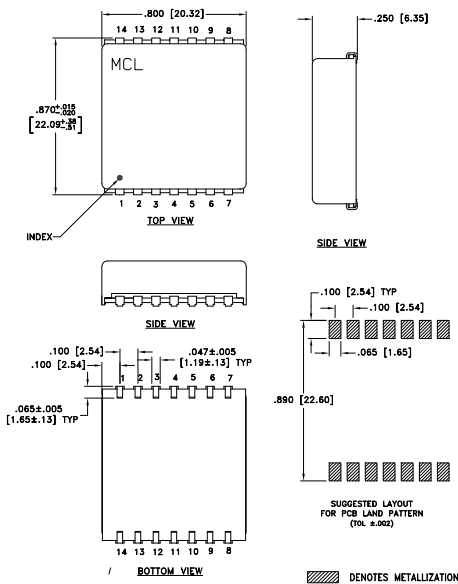 .800 [20.32]
14 13 12 11 10 9 8
MCL
.870+.015 -.020
[22.09+.38 -.51]
1 2 3 4 5 6 7
INDEX
TOP VIEW
.250 [6.35]
SIDE VIEW
SIDE VIEW
.100 [2.54]
.047±.005
[1.19±.13] TYP
.100 [2.54]
1 2 3 4 5 6 7
.065±.005
[1.65±.13] TYP
14 13 12 11 10 9 8
/ BOTTOM VIEW
.100 [2.54] TYP
.100 [2.54]
.065 [1.65]
.890 [22.60]
SUGGESTED LAYOUT
FOR PCB LAND PATTERN
(TOL ±.002)
DENOTES METALLIZATION